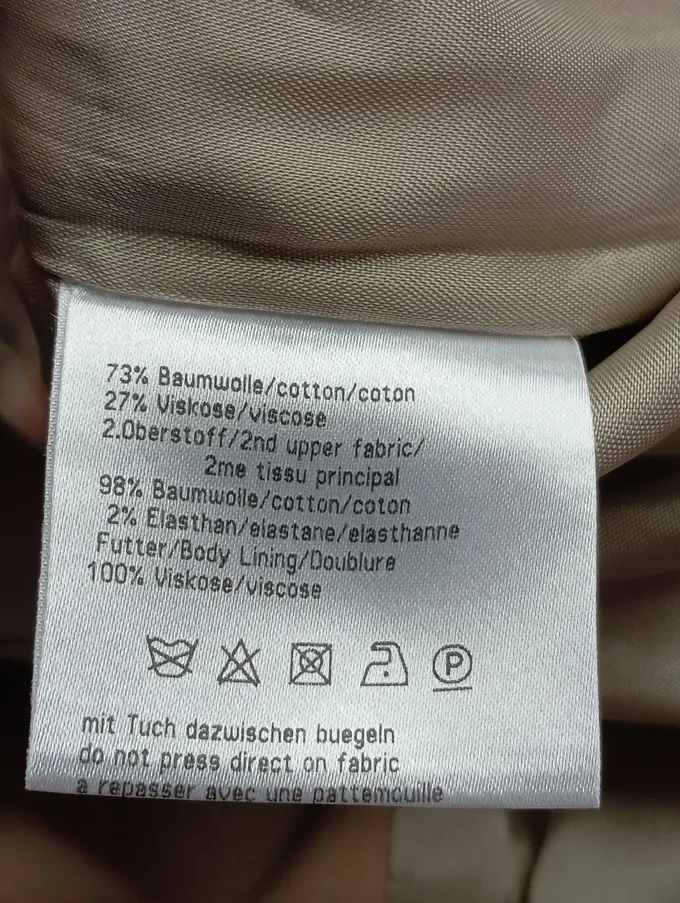 73% Baumwolle/cotton/coton
27% Viskose/viscose
2.Oberstoff/2nd upper fabric/
2me tissu principal
98% Baumwolle/cotton/coton
2% Elasthan/elastane/elasthanne
Futter/Body Lining/Doublure
100% Viskose/viscose
P
mit Tuch dazwischen buegeln
do not press direct on fabric
a repasser avec une pattemouille